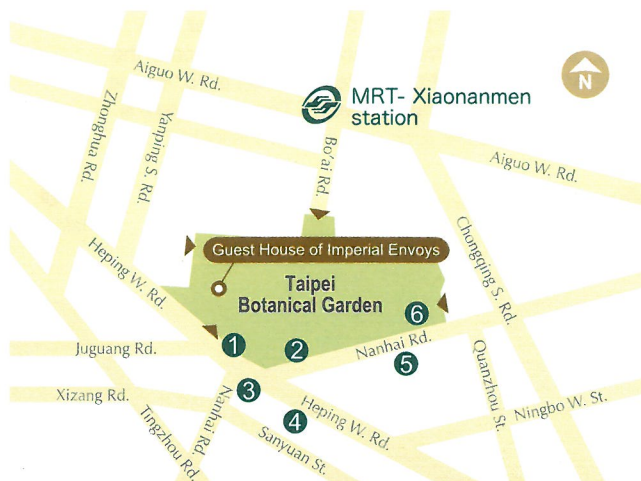 Aiguo W. Rd.
MRT- Xiaonanmen
station
N
Zhonghua Rd.
Yanping S. Rd.
Bo'ai Rd.
Aiguo W. Rd.
Chongqing S. Rd.
Heping W. Rd.
Guest House of Imperial Envoys
Taipei
Botanical Garden
6
1
2
Nanhai Rd.
5
Juguang Rd.
Quanzhou St.
3
Xizang Rd.
Nanhai Rd.
4
Heping W. Rd.
Ningbo W. St.
Tingzhou Rd.
Sanyuan St.